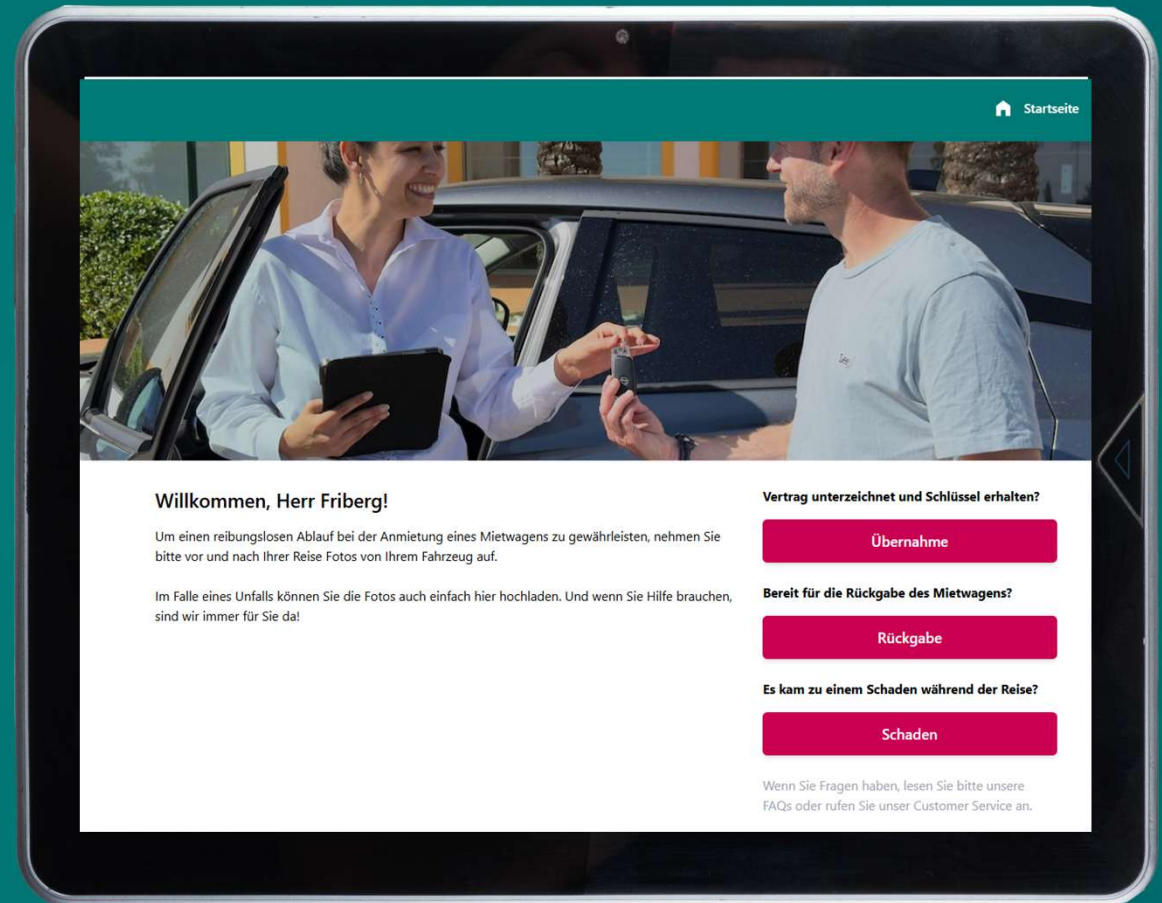 Startseite
Willkommen, Herr Friberg!
Um einen reibungslosen Ablauf bei der Anmietung eines Mietwagens zu gewährleisten, nehmen Sie
bitte vor und nach Ihrer Reise Fotos von Ihrem Fahrzeug auf.
Im Falle eines Unfalls können Sie die Fotos auch einfach hier hochladen. Und wenn Sie Hilfe brauchen,
sind wir immer für Sie da!
Vertrag unterzeichnet und Schlüssel erhalten?
Übernahme
Bereit für die Rückgabe des Mietwagens?
Rückgabe
Es kam zu einem Schaden während der Reise?
Schaden
Wenn Sie Fragen haben, lesen Sie bitte unsere
FAQs oder rufen Sie unser Customer Service an.